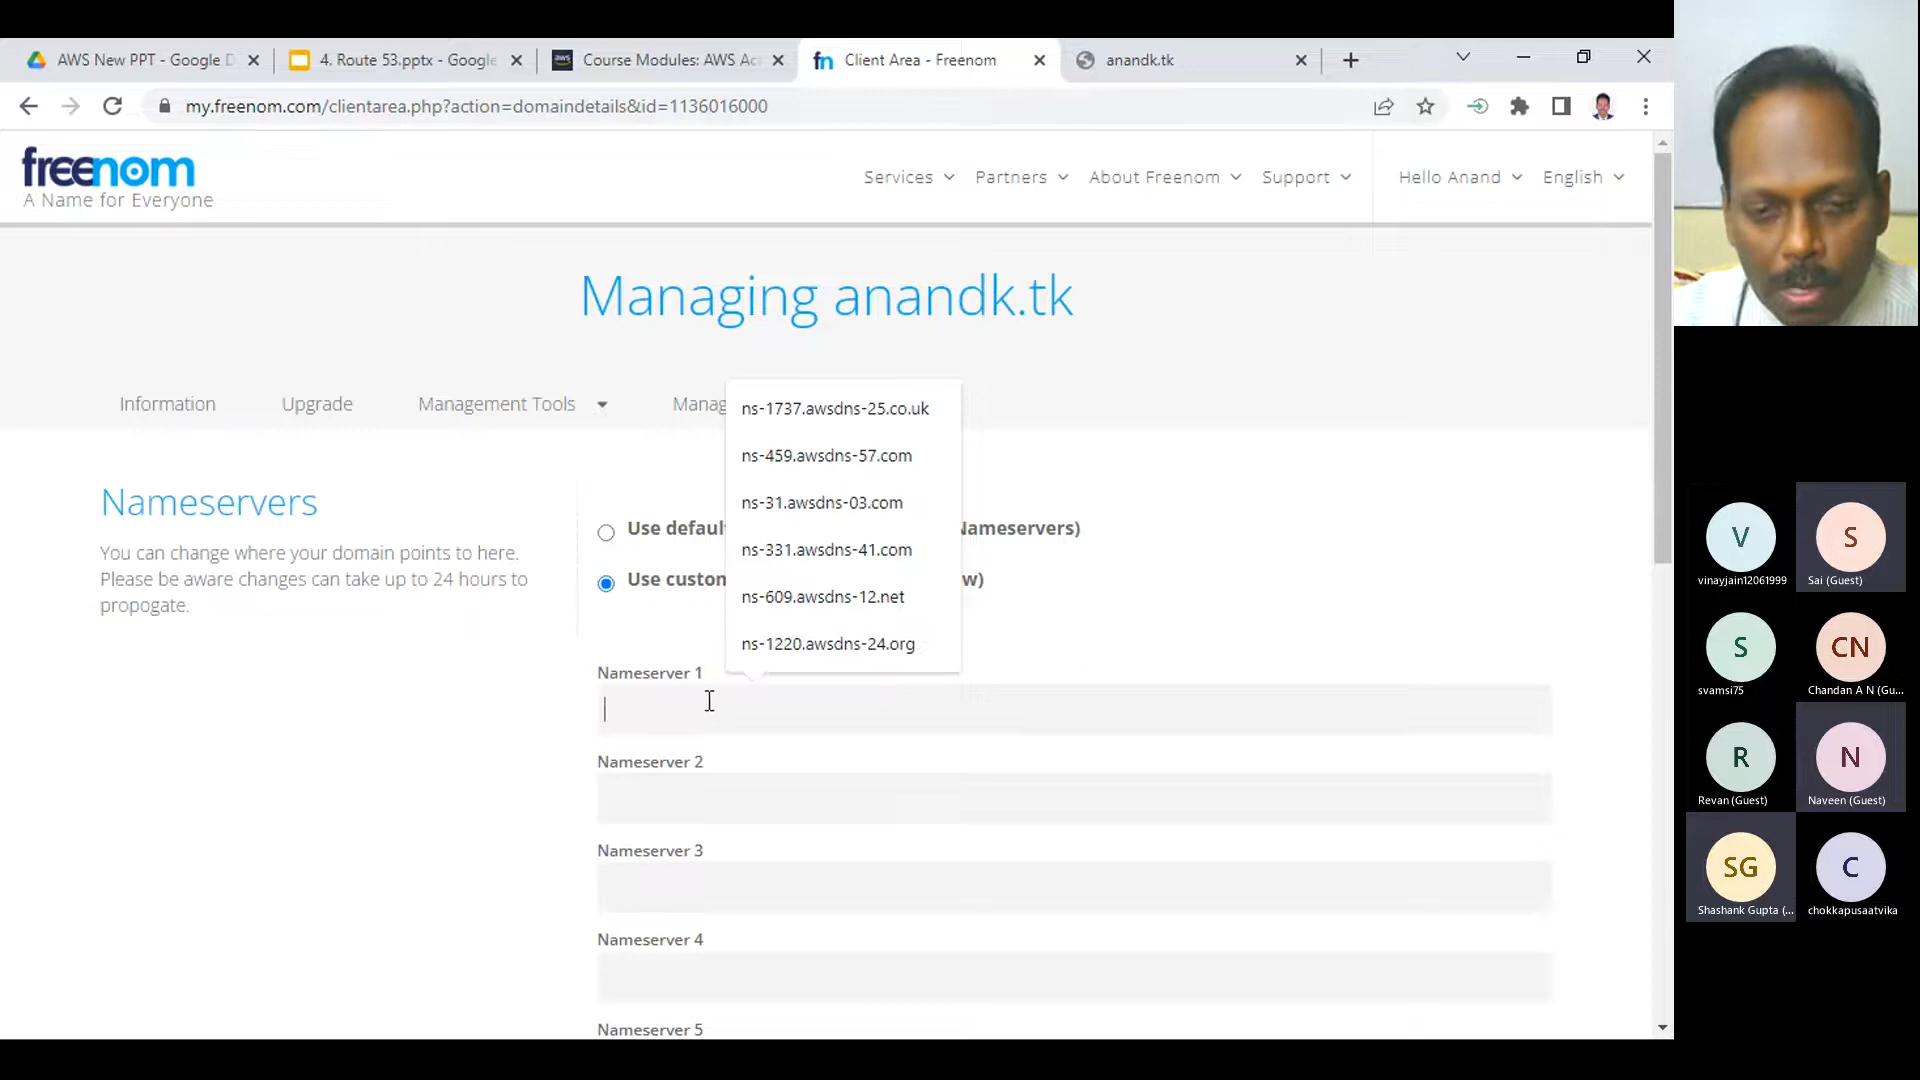 AWS New PPT - Google D
4. Route 53.pptx - Google
Course Modules: AWS Ac
Client Area - Freenom
anandk.tk
my.freenom.com/clientarea.php?action=domaindetails&id=1136016000
freenom
A Name for Everyone
Services
Partners
About Freenom
Support
Hello Anand
English
Managing anandk.tk
Information
Upgrade
Management Tools
Manag
ns-1737.awsdns-25.co.uk
ns-459.awsdns-57.com
ns-31.awsdns-03.com
ns-331.awsdns-41.com
ns-609.awsdns-12.net
ns-1220.awsdns-24.org
Nameservers
You can change where your domain points to here.
Please be aware changes can take up to 24 hours to
propogate.
Use defaul Nameservers)
Use custon w)
Nameserver 1
Nameserver 2
Nameserver 3
Nameserver 4
Nameserver 5
V
vinayjain12061999
S
Sai (Guest)
S
svamsi75
CN
Chandan A N (Gu...
R
Revan (Guest)
N
Naveen (Guest)
SG
Shashank Gupta (...
C
chokkapusaatvika